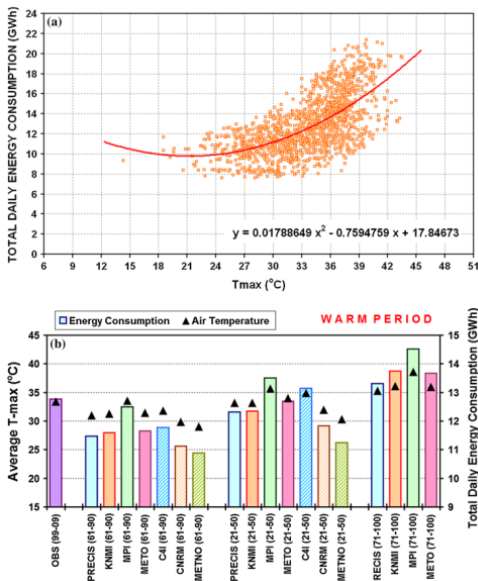 (a)
TOTAL DAILY ENERGY CONSUMPTION (GWh)
24
22
20
18
16
14
12
10
8
6
4
2
0
y = 0.01788649 x² - 0.7594759 x + 17.84673
6 9 12 15 18 21 24 27 30 33 36 39 42 45 48 51
Tmax (°C)
Energy Consumption ▲ Air Temperature
WARM PERIOD
(b)
Average T-max (°C)
45
40
35
30
25
20
15
Total Daily Energy Consumption (GWh)
15
14
13
12
11
10
9
OBS (99-09)
PRECIS (61-90)
KNMI (61-90)
MPI (61-90)
METO (61-90)
C4I (61-90)
CNRM (61-90)
METNO (61-90)
PRECIS (21-50)
KNMI (21-50)
MPI (21-50)
METO (21-50)
C4I (21-50)
CNRM (21-50)
METNO (21-50)
RECIS (71-100)
KNMI (71-100)
MPI (71-100)
METO (71-100)